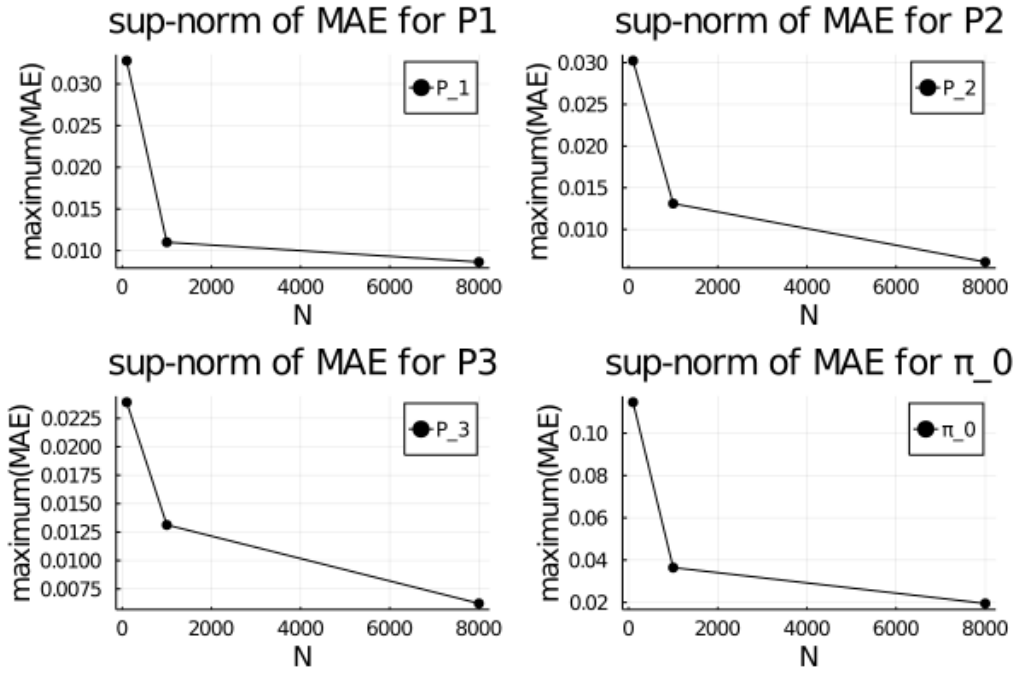 sup-norm of MAE for P1
maximum(MAE)
0.030
0.025
0.020
0.015
0.010
P_1
0 2000 4000 6000 8000
N
sup-norm of MAE for P2
maximum(MAE)
0.030
0.025
0.020
0.015
0.010
P_2
0 2000 4000 6000 8000
N
sup-norm of MAE for P3
maximum(MAE)
0.0225
0.0200
0.0175
0.0150
0.0125
0.0100
0.0075
P_3
0 2000 4000 6000 8000
N
sup-norm of MAE for π_0
maximum(MAE)
0.10
0.08
0.06
0.04
0.02
π_0
0 2000 4000 6000 8000
N